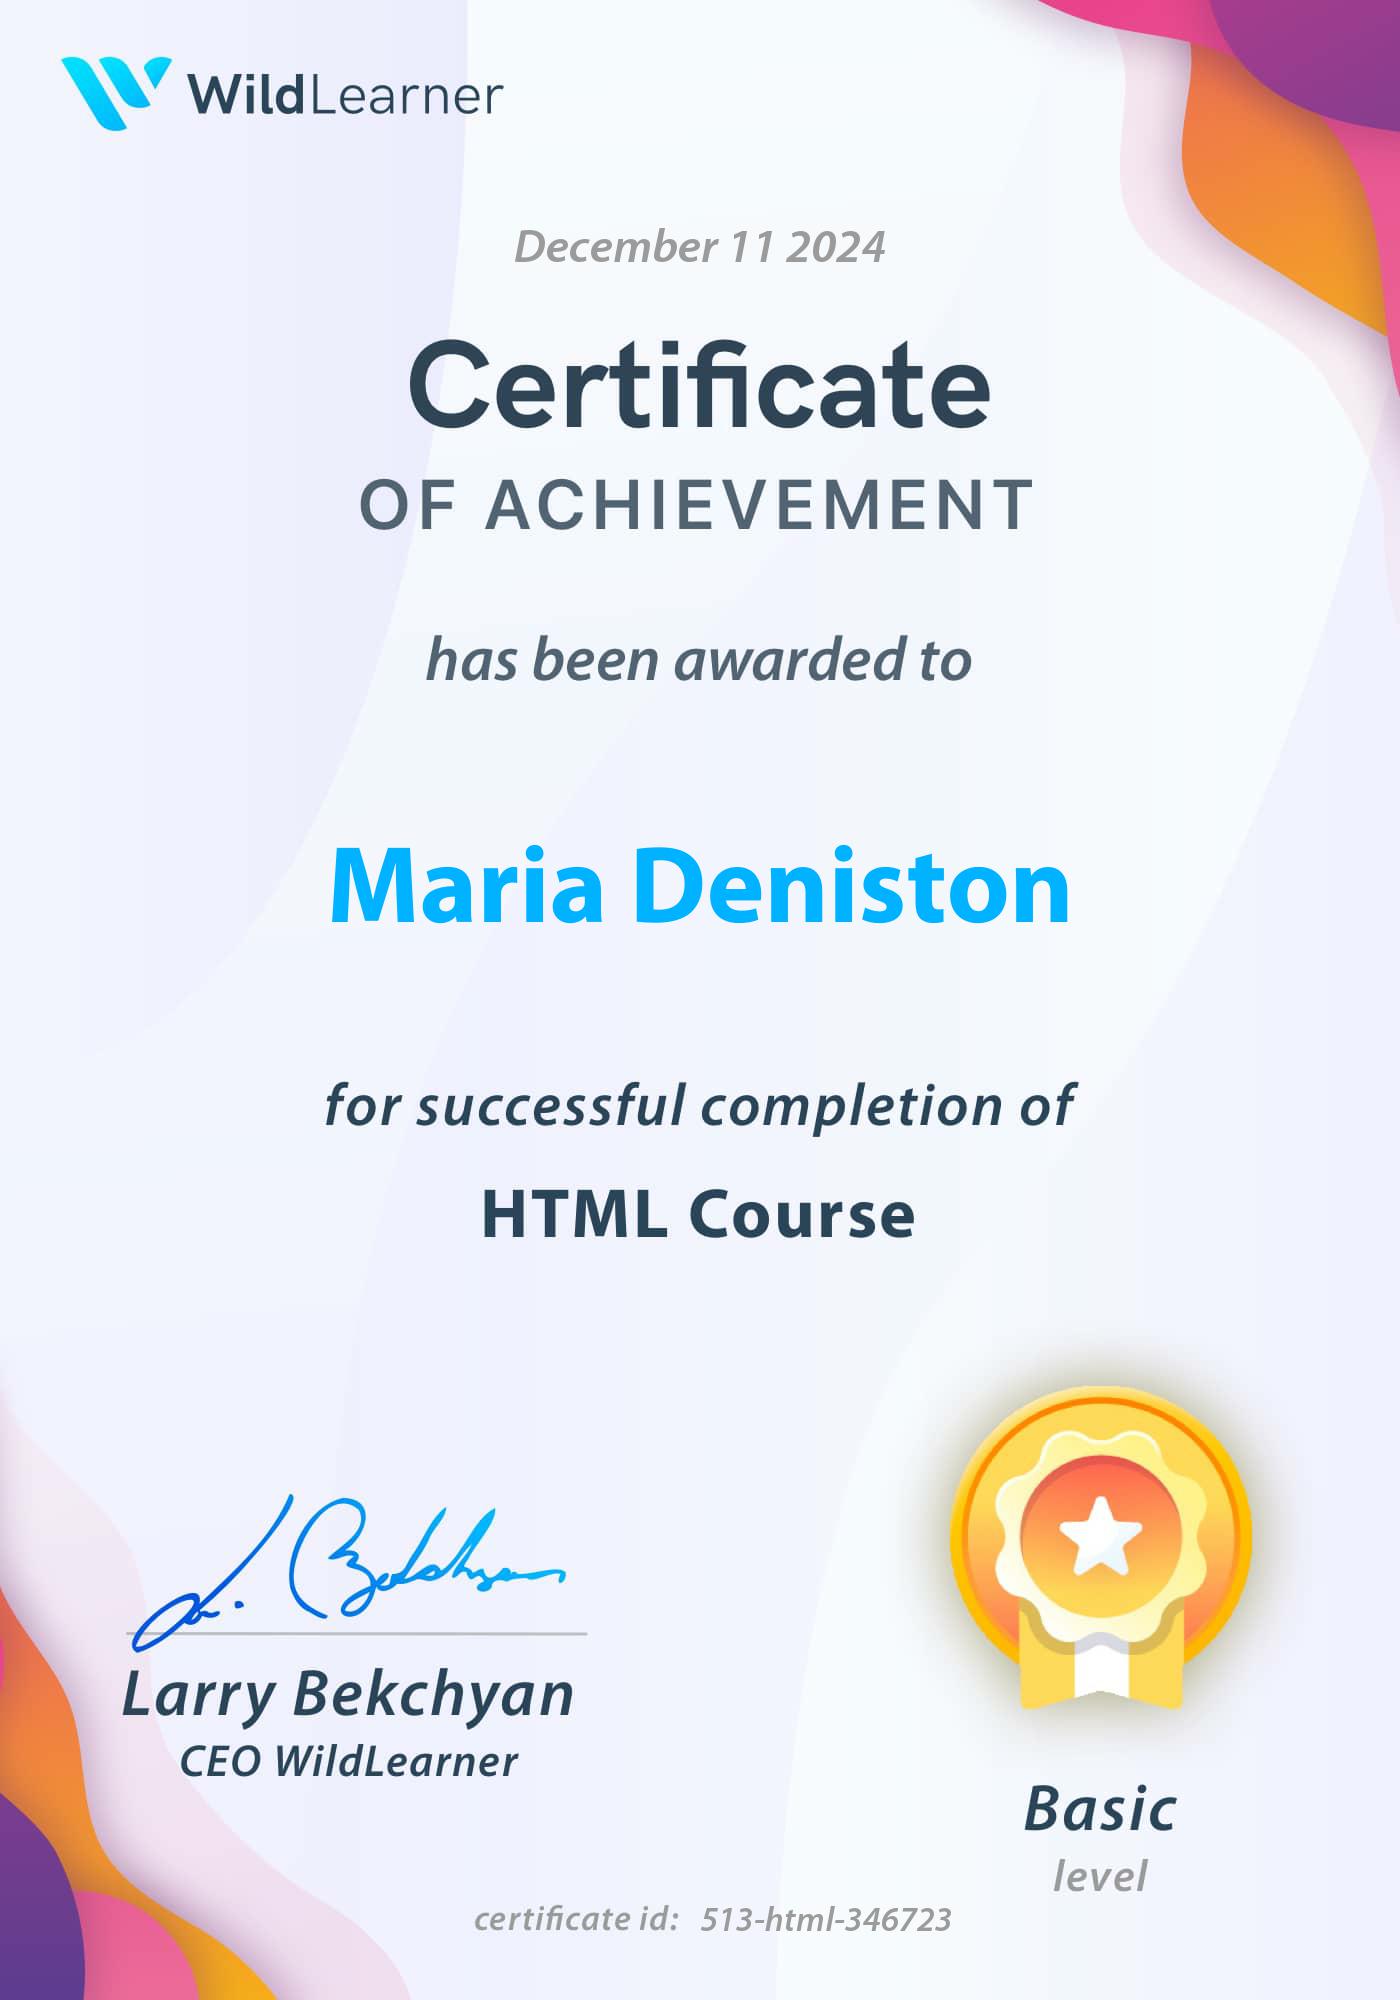 WildLearner
December 11 2024
Certificate
OF ACHIEVEMENT
has been awarded to
Maria Deniston
for successful completion of
HTML Course
L. Bekchyan
Larry Bekchyan
CEO WildLearner
Basic
level
certificate id: 513-html-346723